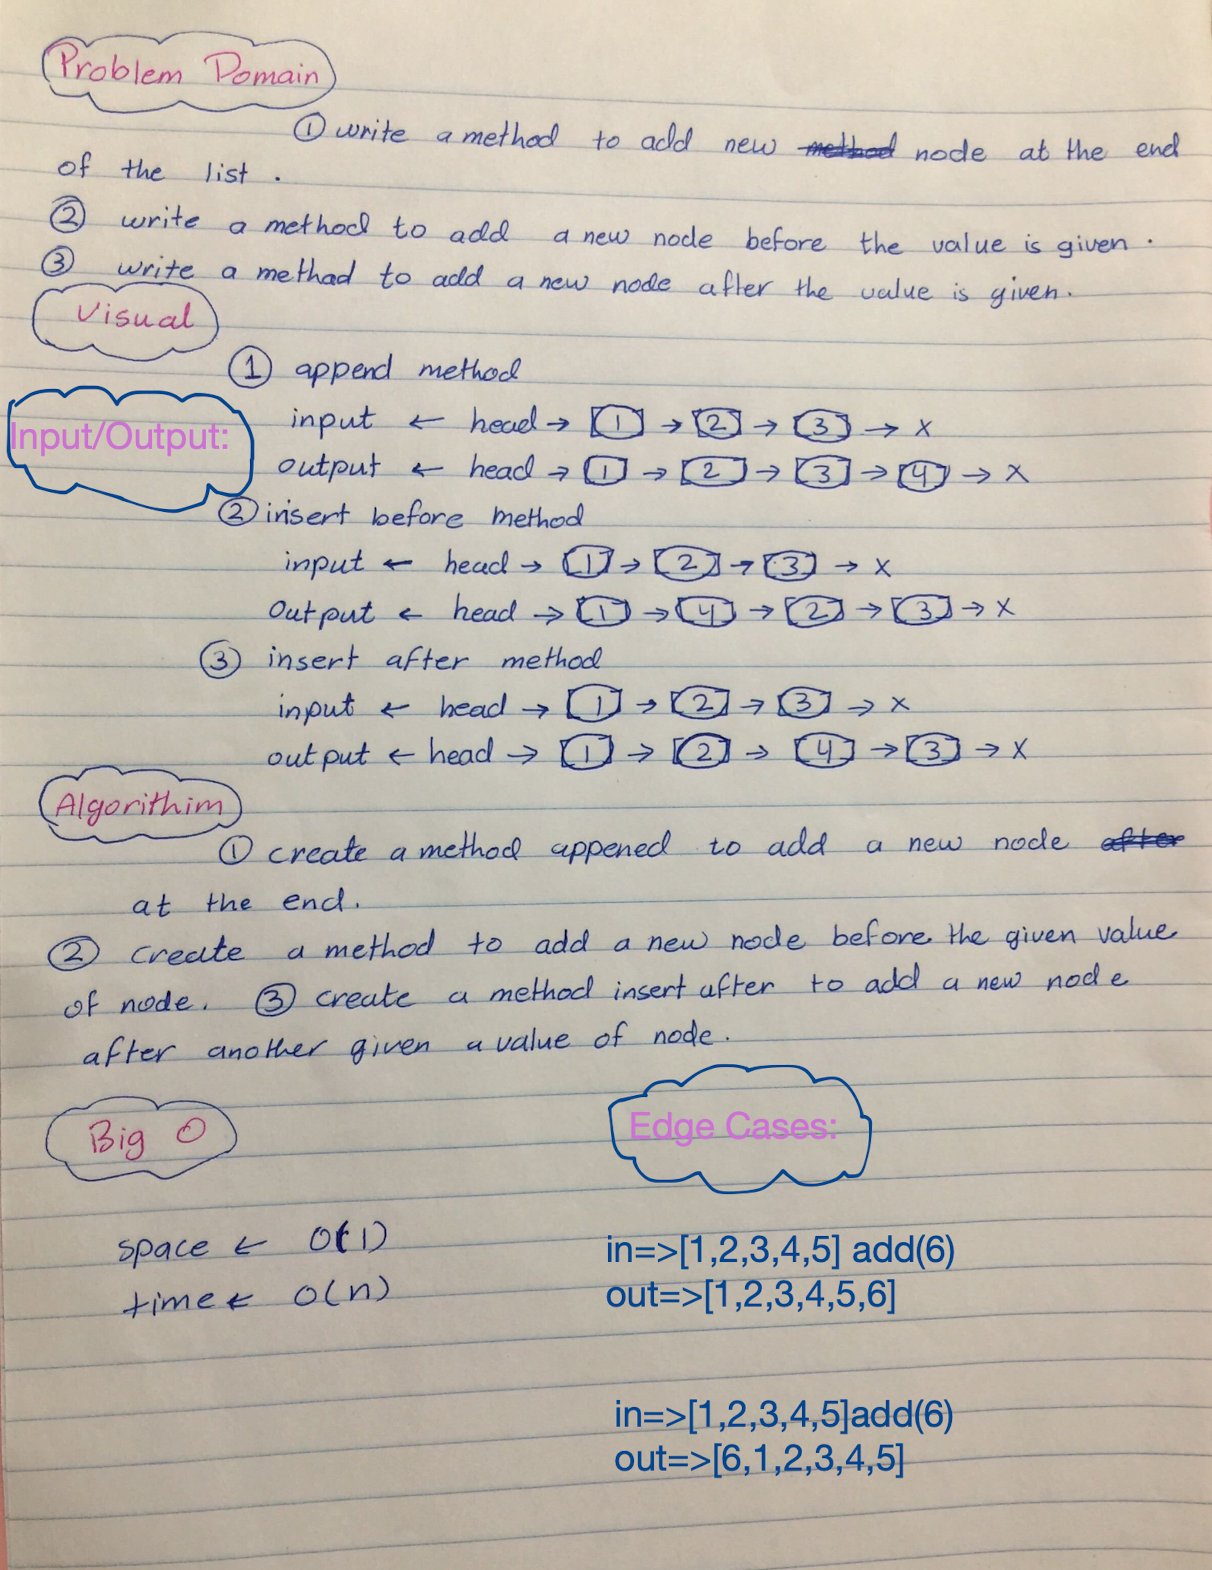 Problem Domain
① write a method to add new method node at the end
of the list .
② write a method to add a new node before the value is given .
③ write a method to add a new node after the value is given .
Visual
① append method
Input/Output:
input ← head → 1 → 2 → 3 → X
output ← head → 1 → 2 → 3 → 4 → X
② insert before method
input ← head → 1 → 2 → 3 → X
output ← head → 1 → 4 → 2 → 3 → X
③ insert after method
input ← head → 1 → 2 → 3 → X
output ← head → 1 → 2 → 4 → 3 → X
Algorithim
① create a method appened to add a new node after
at the end.
② create a method to add a new node before the given value
of node. ③ create a method insert after to add a new node
after another given a value of node.
Big O
Edge Cases:
space ← O(1)
time ← O(n)
in=>[1,2,3,4,5] add(6)
out=>[1,2,3,4,5,6]
in=>[1,2,3,4,5]add(6)
out=>[6,1,2,3,4,5]